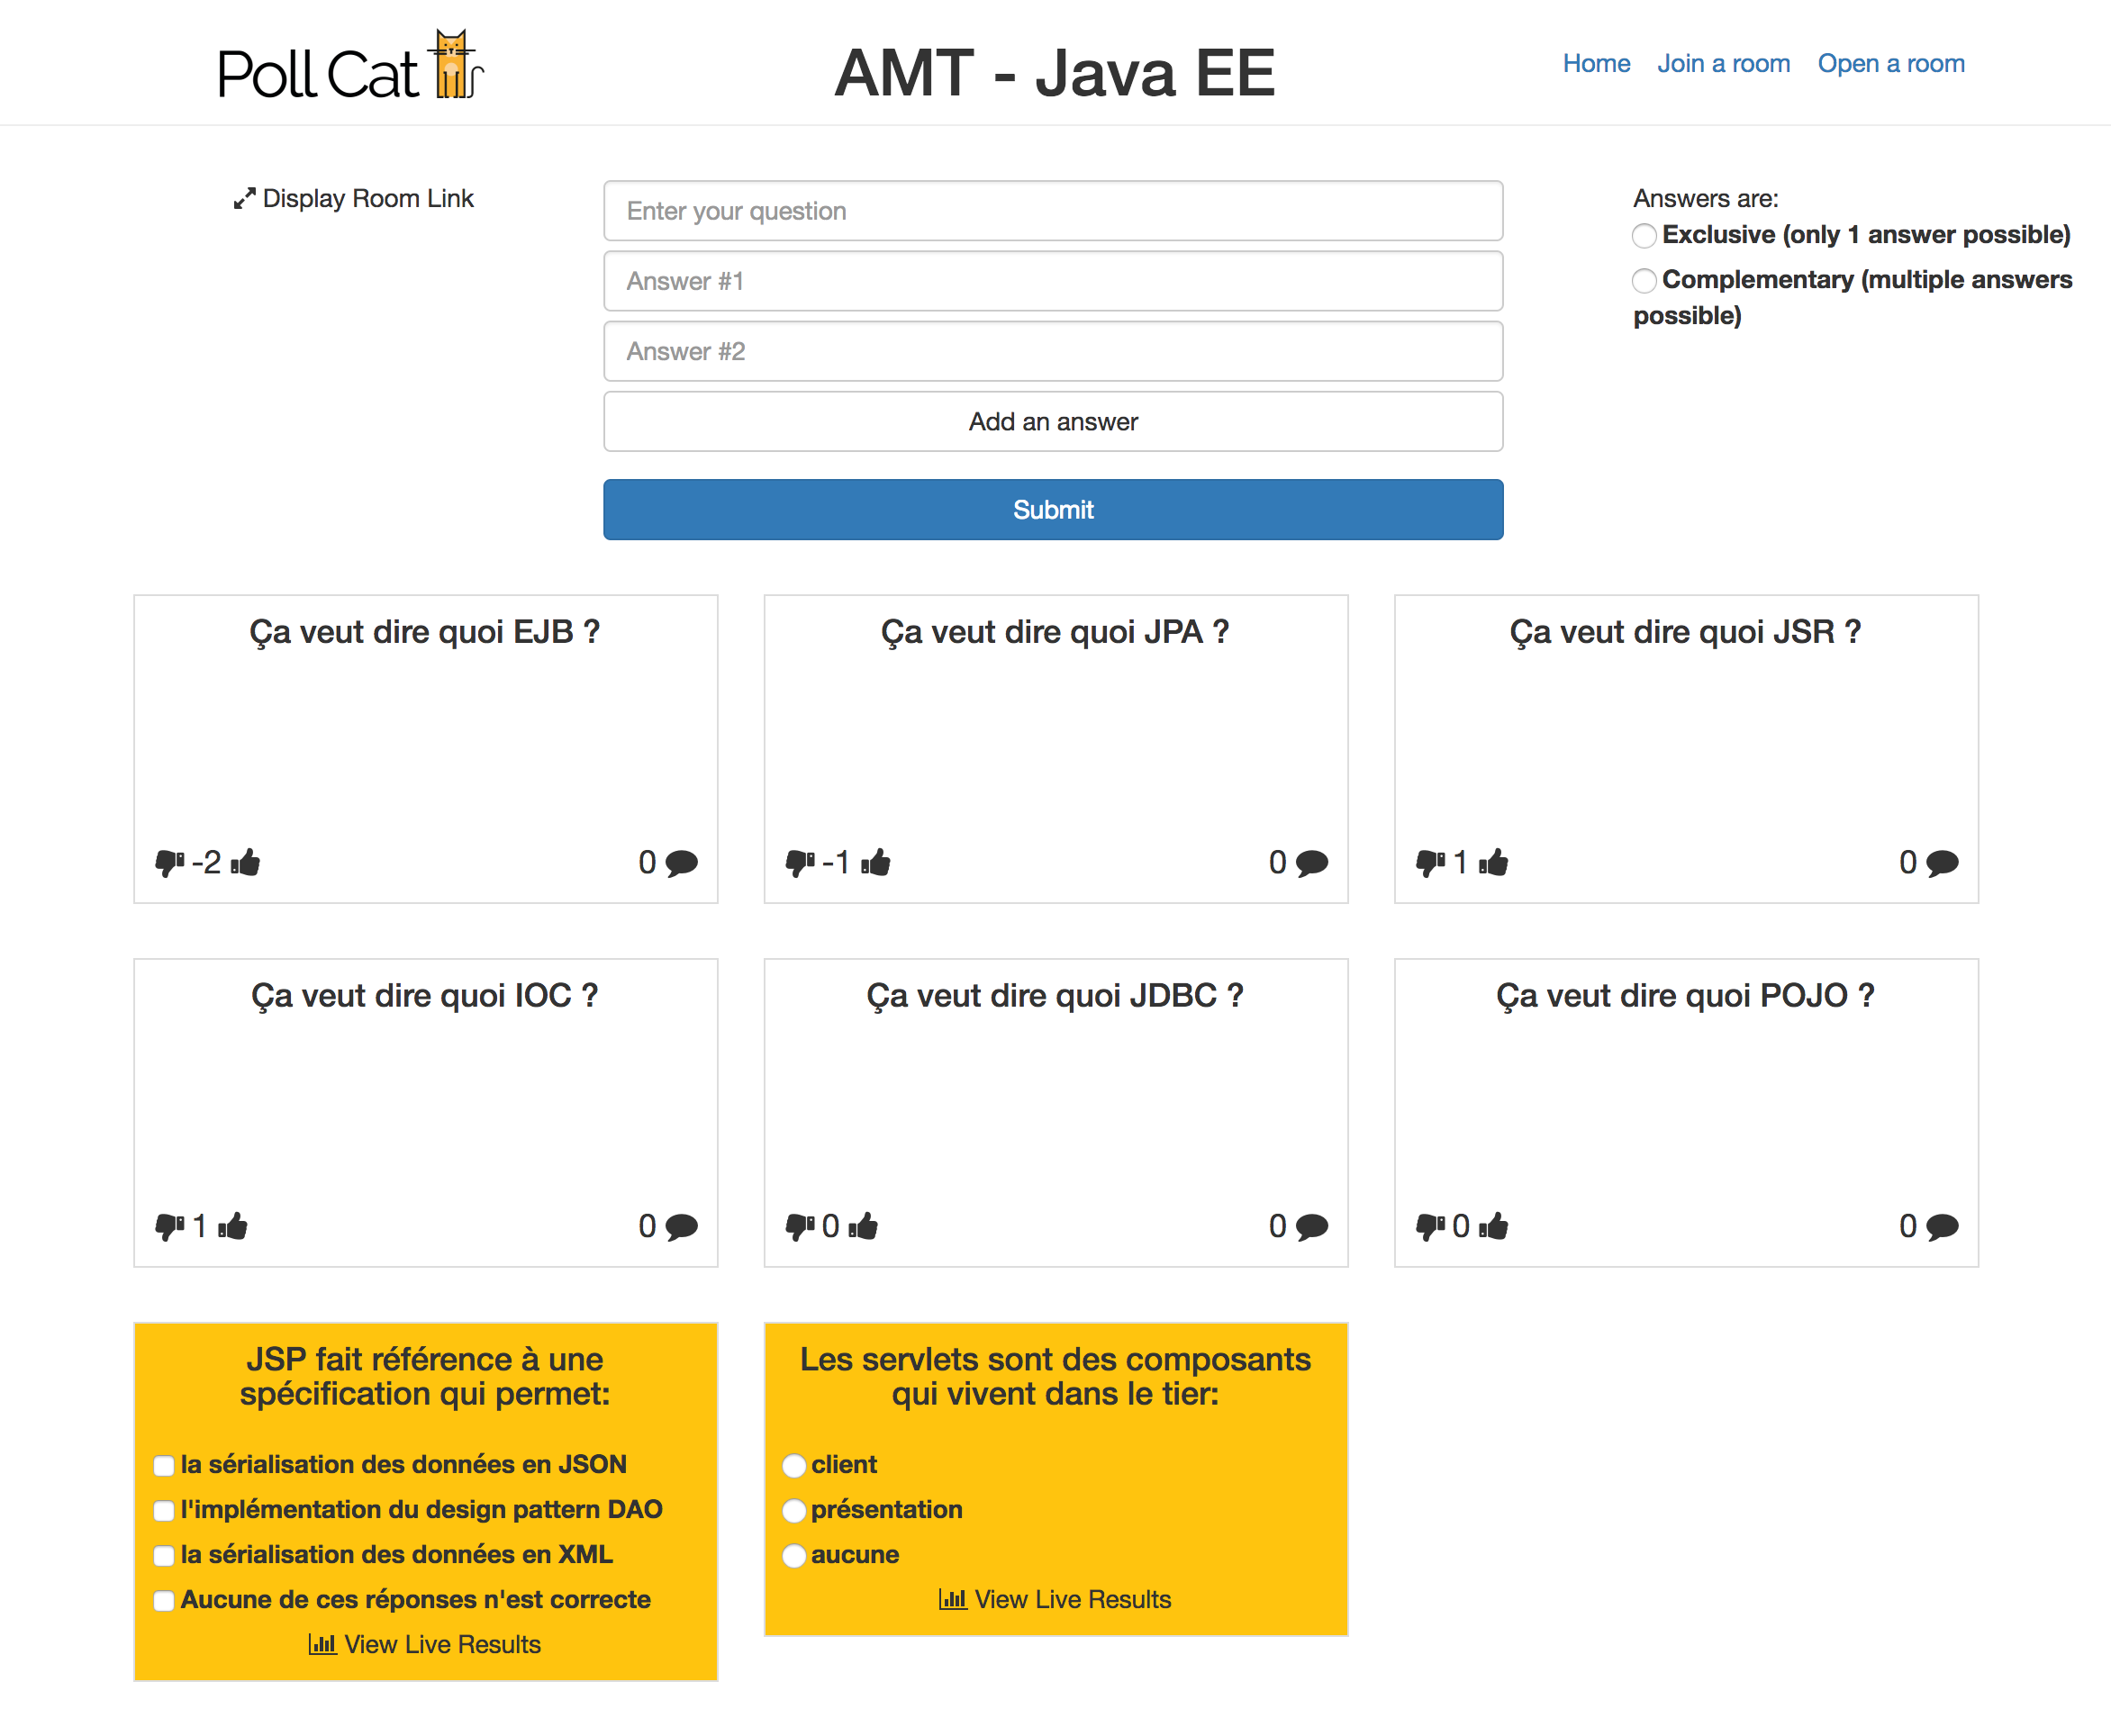 Poll Cat
AMT - Java EE
Home Join a room Open a room
Display Room Link
Enter your question
Answer #1
Answer #2
Add an answer
Submit
Answers are:
Exclusive (only 1 answer possible)
Complementary (multiple answers
possible)
Ça veut dire quoi EJB ?
-2
0
Ça veut dire quoi JPA ?
-1
0
Ça veut dire quoi JSR ?
1
0
Ça veut dire quoi IOC ?
1
0
Ça veut dire quoi JDBC ?
0
0
Ça veut dire quoi POJO ?
0
0
JSP fait référence à une
spécification qui permet:
la sérialisation des données en JSON
l'implémentation du design pattern DAO
la sérialisation des données en XML
Aucune de ces réponses n'est correcte
View Live Results
Les servlets sont des composants
qui vivent dans le tier:
client
présentation
aucune
View Live Results